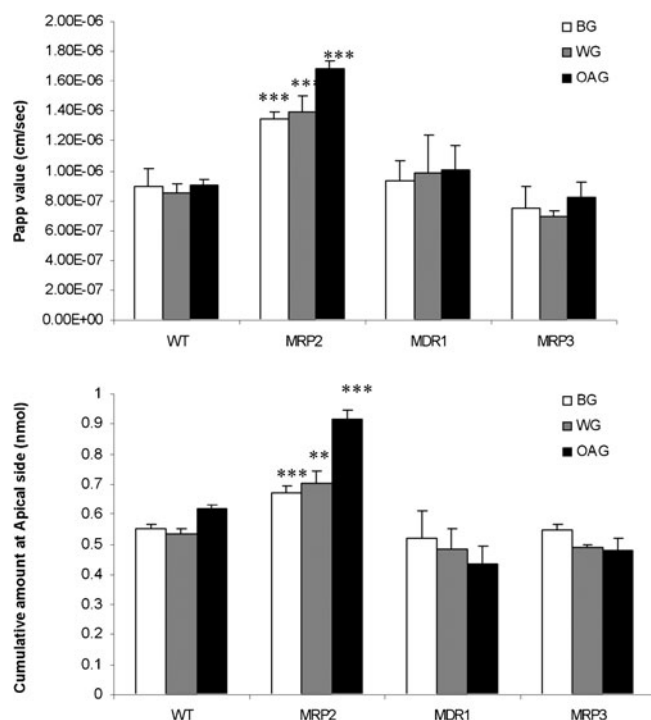 2.00E-06
1.80E-06
1.60E-06
1.40E-06
1.20E-06
1.00E-06
8.00E-07
6.00E-07
4.00E-07
2.00E-07
0.00E+00
Papp value (cm/sec)
*** *** ***
BG
WG
OAG
WT MRP2 MDR1 MRP3
1
0.9
0.8
0.7
0.6
0.5
0.4
0.3
0.2
0.1
0
Cumulative amount at Apical side (nmol)
*** ** ***
BG
WG
OAG
WT MRP2 MDR1 MRP3